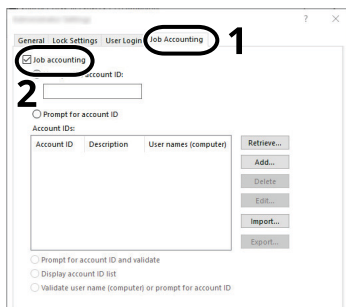 ? ×
General Lock Settings User Login Job Accounting 1
Job accounting
account ID:
2
Prompt for account ID
Account IDs:
Account ID Description User names (computer)
Retrieve...
Add...
Delete
Edit...
Import...
Export...
Prompt for account ID and validate
Display account ID list
Validate user name (computer) or prompt for account ID